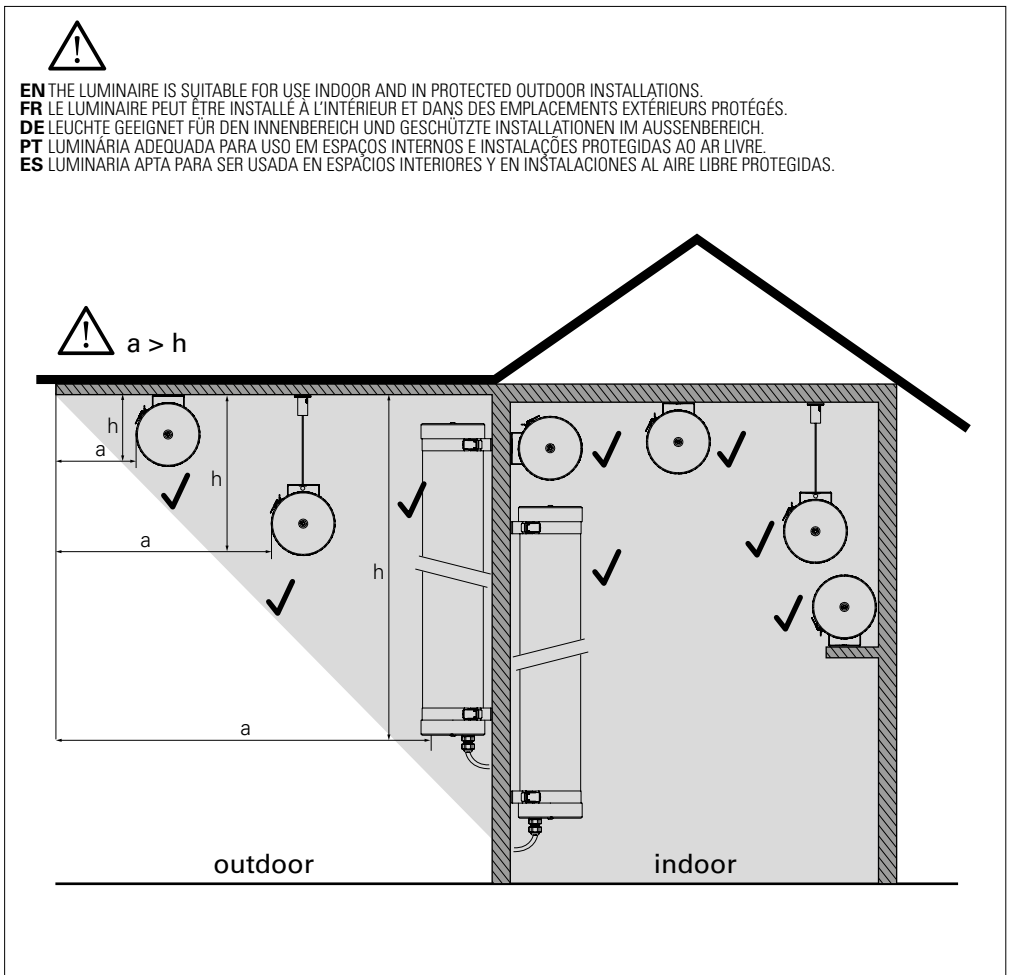 EN THE LUMINAIRE IS SUITABLE FOR USE INDOOR AND IN PROTECTED OUTDOOR INSTALLATIONS.
FR LE LUMINAIRE PEUT ÊTRE INSTALLÉ À L'INTÉRIEUR ET DANS DES EMPLACEMENTS EXTÉRIEURS PROTÉGÉS.
DE LEUCHTE GEEIGNET FÜR DEN INNENBEREICH UND GESCHÜTZTE INSTALLATIONEN IM AUSSENBEREICH.
PT LUMINÁRIA ADEQUADA PARA USO EM ESPAÇOS INTERNOS E INSTALAÇÕES PROTEGIDAS AO AR LIVRE.
ES LUMINARIA APTA PARA SER USADA EN ESPACIOS INTERIORES Y EN INSTALACIONES AL AIRE LIBRE PROTEGIDAS.
a > h
h
a
h
a
h
a
outdoor
indoor